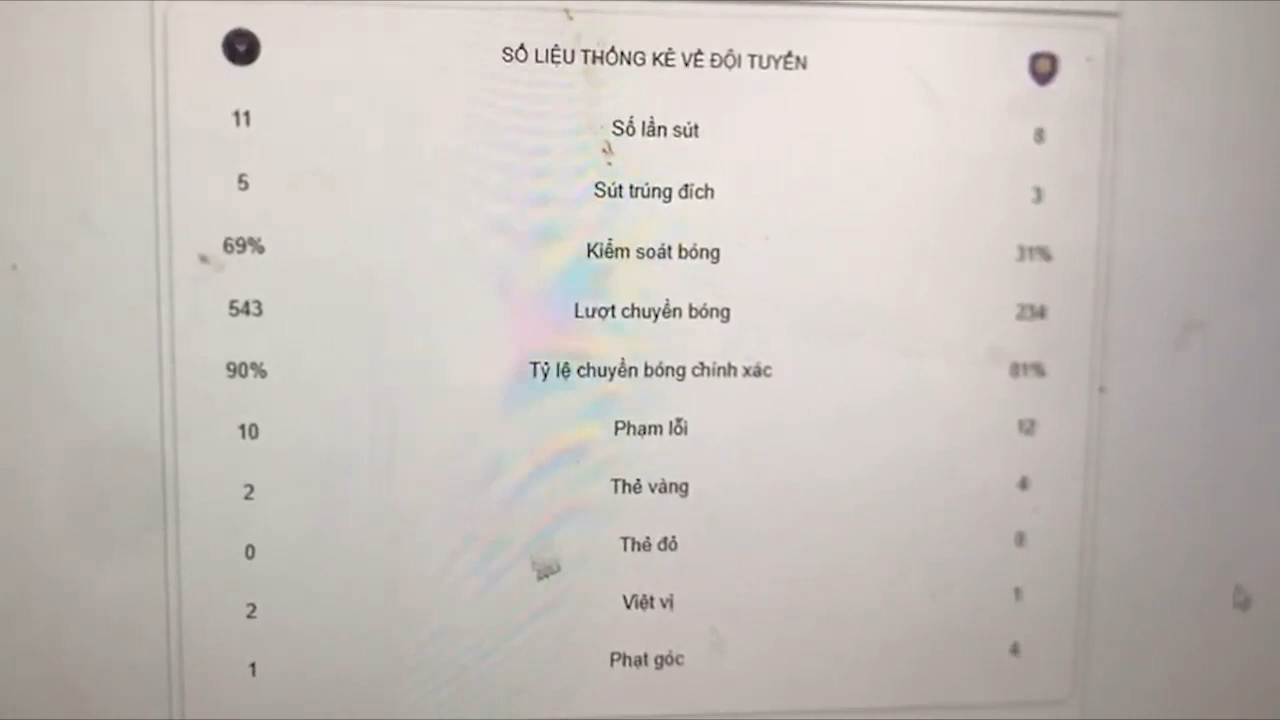 SỐ LIỆU THỐNG KÊ VỀ ĐỘI TUYỂN
11 Số lần sút 8
5 Sút trúng đích 3
69% Kiểm soát bóng 31%
543 Lượt chuyền bóng 234
90% Tỷ lệ chuyền bóng chính xác 81%
10 Phạm lỗi 12
2 Thẻ vàng 4
0 Thẻ đỏ 0
2 Việt vị 1
1 Phạt góc 4